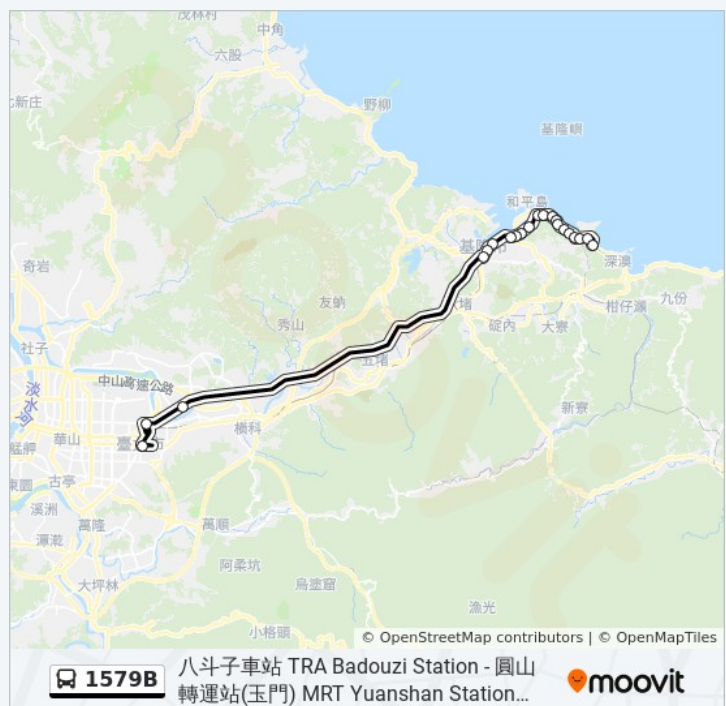 茂林村
中角
六股
七新庄
野柳
基隆嶼
和平島
基隆
奇岩
友蚋
堵
深澳
九份
柑仔瀨
碇內
大寮
秀山
社子
五堵
中山高速公路
淡水河
新寮
橫科
艋舺
華山
臺
市
東園
古亭
溪洲
萬隆
萬順
潭墘
阿柔坑
大坪林
烏塗窟
漁光
小格頭
© OpenStreetMap contributors | © OpenMapTiles
1579B
八斗子車站 TRA Badouzi Station - 圓山
轉運站(玉門) MRT Yuanshan Station...
moovit